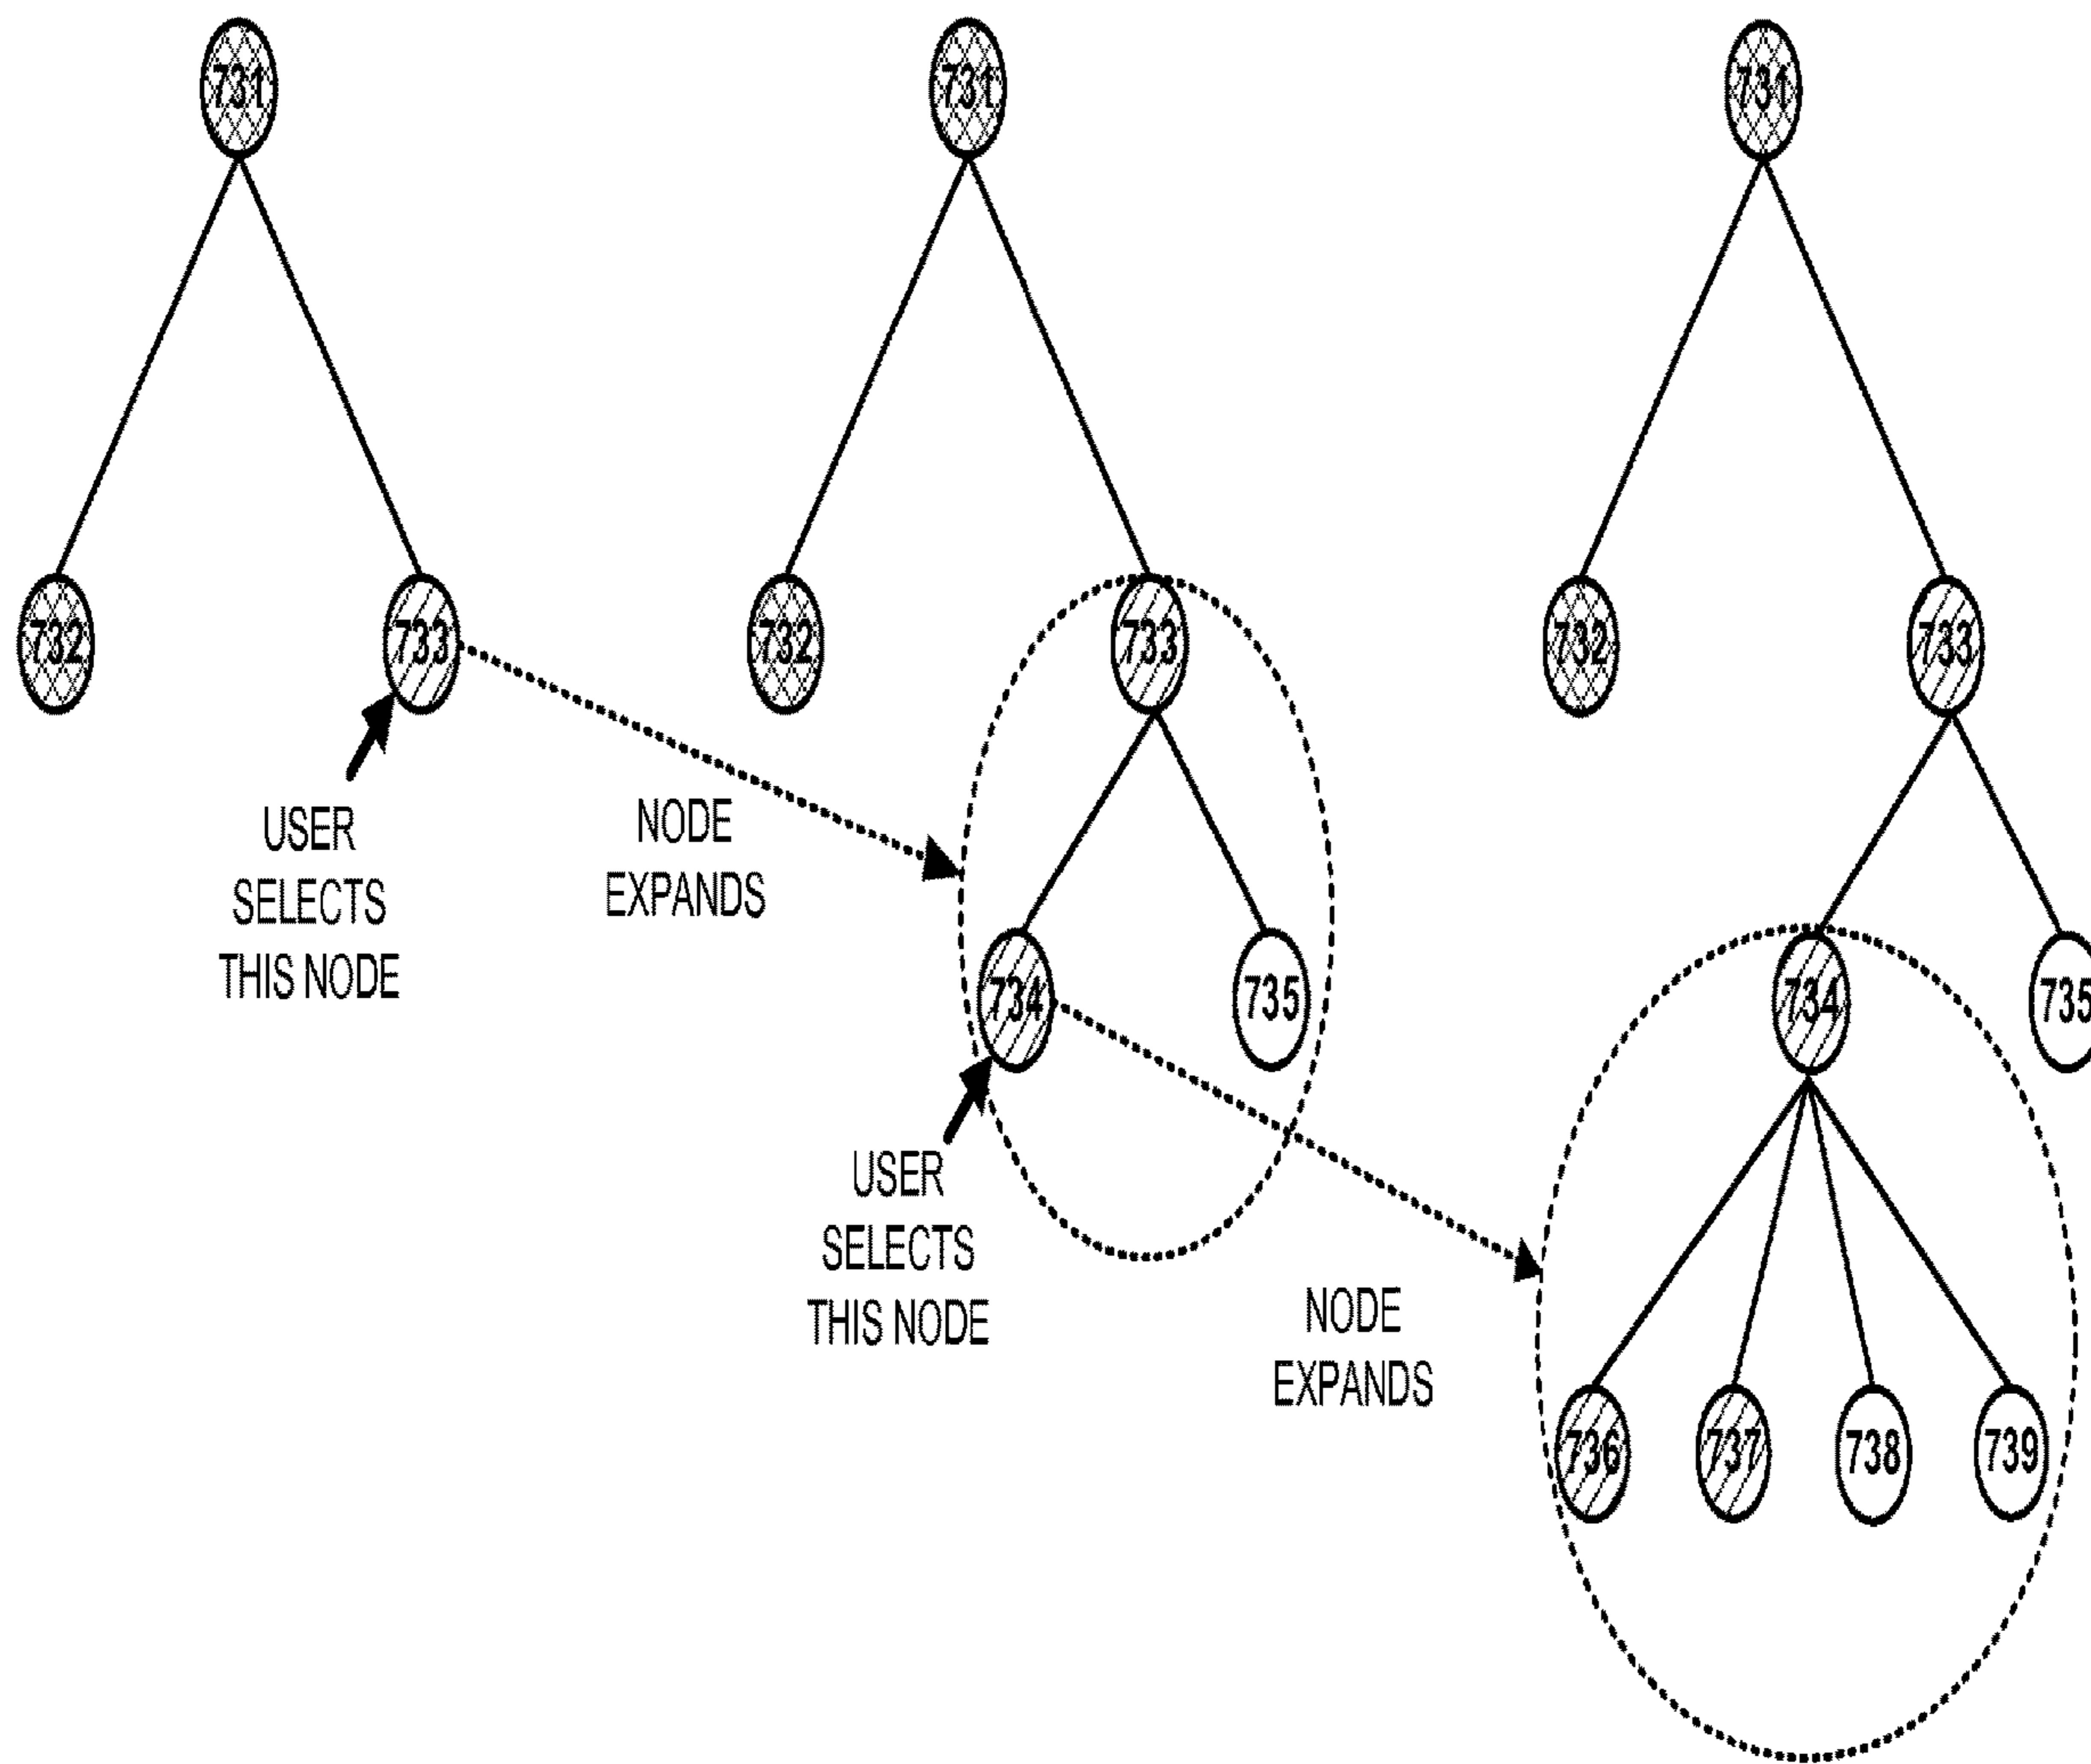 731
731
731
732
733
732
733
732
733
USER
SELECTS
THIS NODE
NODE
EXPANDS
734
735
734
735
USER
SELECTS
THIS NODE
NODE
EXPANDS
736
737
738
739